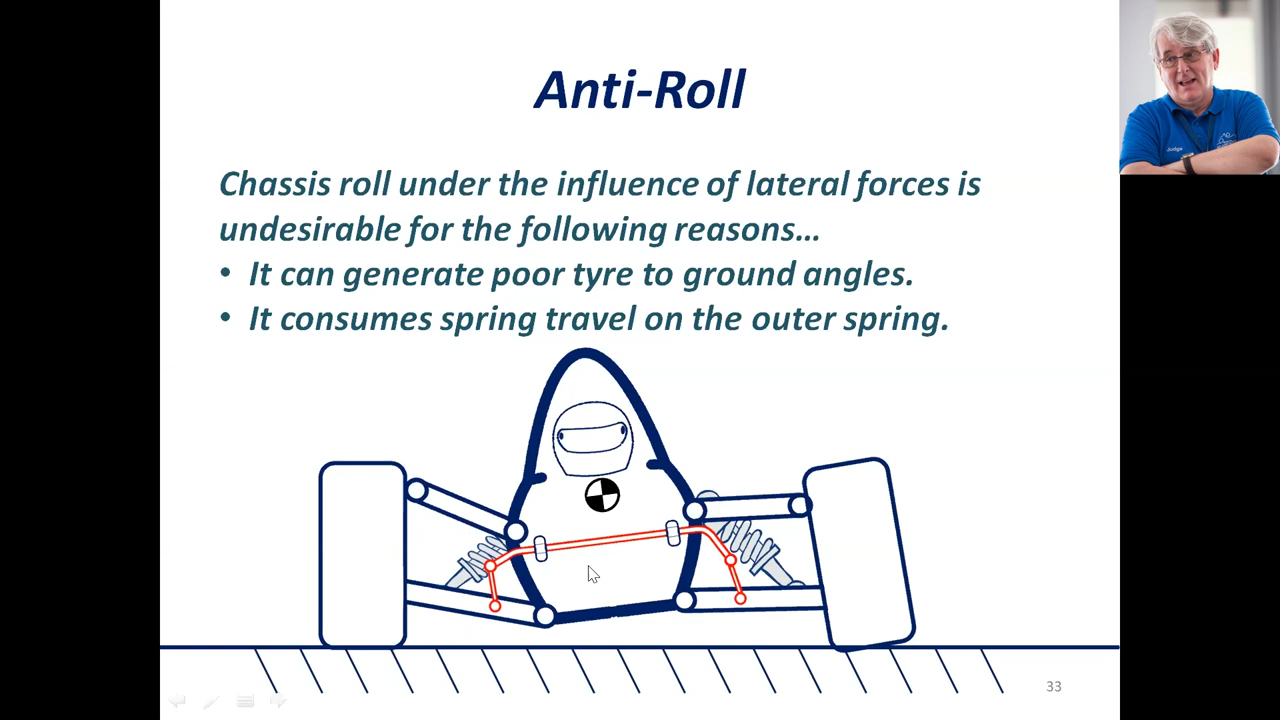 Anti-Roll
Chassis roll under the influence of lateral forces is
undesirable for the following reasons…
• It can generate poor tyre to ground angles.
• It consumes spring travel on the outer spring.
Judge
33